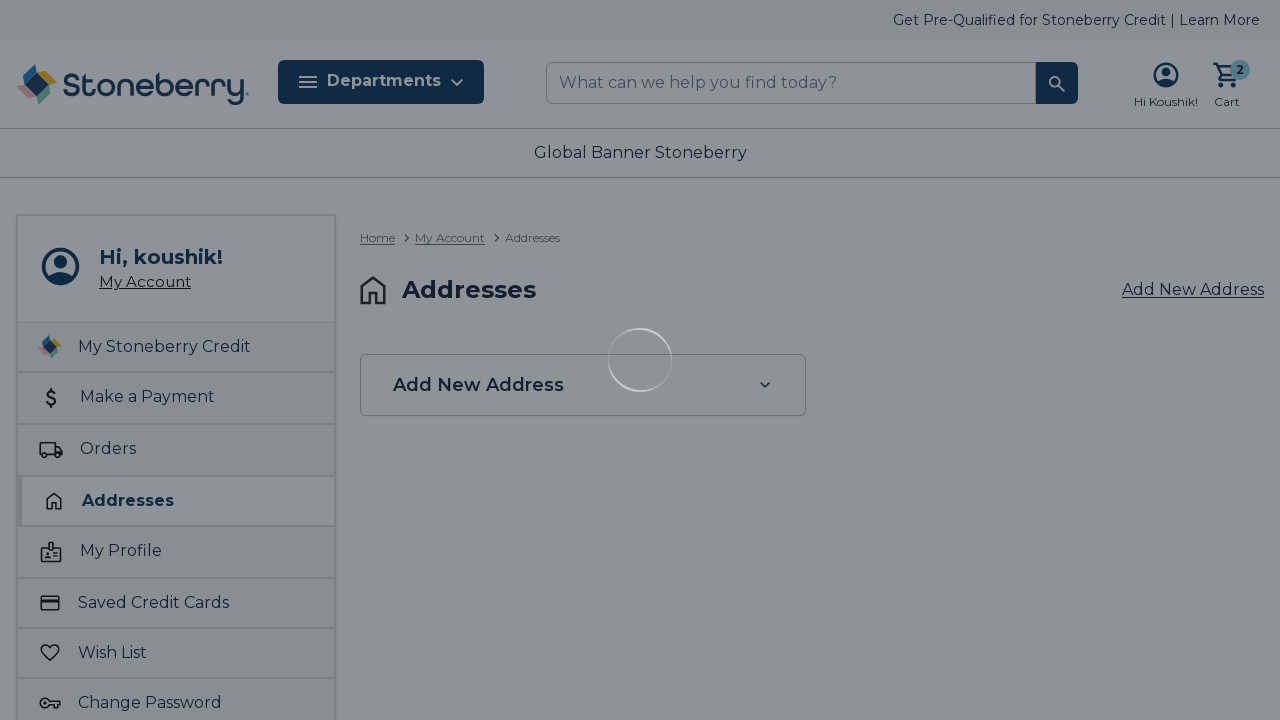 Get Pre-Qualified for Stoneberry Credit | Learn More
Stoneberry
Departments
What can we help you find today?
2
Hi Koushik!
Cart
Global Banner Stoneberry
Hi, koushik!
My Account
My Stoneberry Credit
Make a Payment
Orders
Addresses
My Profile
Saved Credit Cards
Wish List
Change Password
Home > My Account > Addresses
Addresses
Add New Address
Add New Address